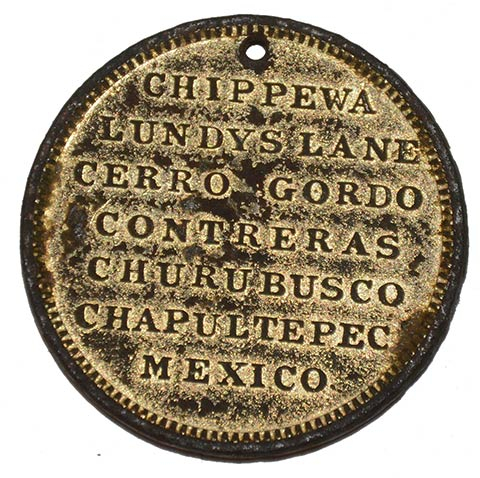 CHIPPEWA
LUNDYS LANE
CERRO GORDO
CONTRERAS
CHURUBUSCO
CHAPULTEPEC
MEXICO